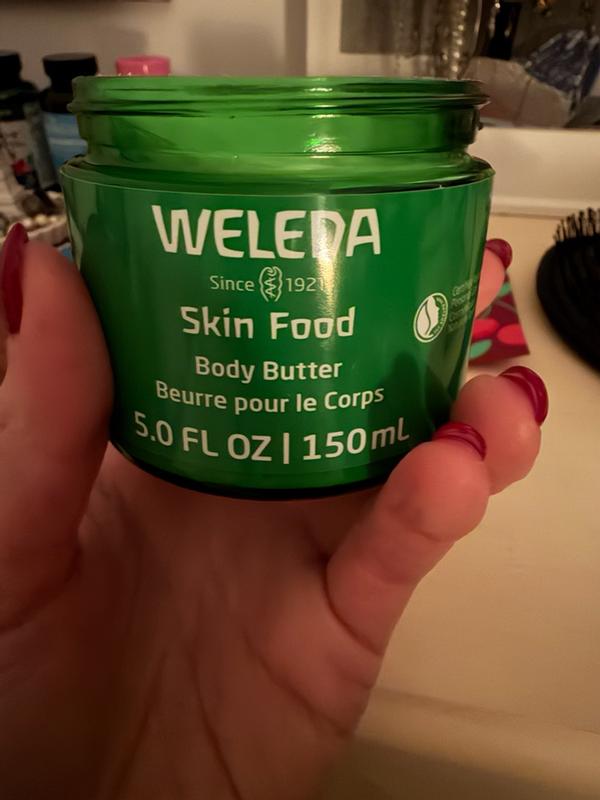 WELEDA
Since 1921
Skin Food
Body Butter
Beurre pour le Corps
5.0 FL OZ | 150 mL